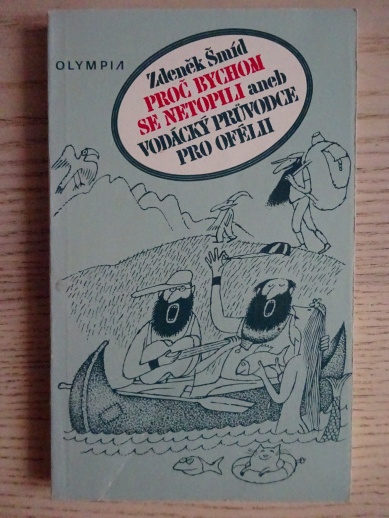 OLYMPIA
Zdeněk Šmíd
PROČ BYCHOM
SE NETOPILI aneb
VODÁCKÝ PRŮVODCE
PRO OFÉLII